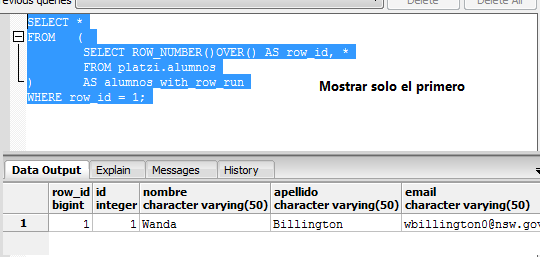 evious queries
Delete
Delete All
SELECT *
FROM (
SELECT ROW_NUMBER()OVER() AS row_id, *
FROM platzi.alumnos
) AS alumnos_with_row_run
WHERE row_id = 1;
Mostrar solo el primero
Data Output Explain Messages History
row_id id nombre apellido email
bigint integer character varying(50) character varying(50) character varying(50)
1 1 1 Wanda Billington wbillington0@nsw.gov